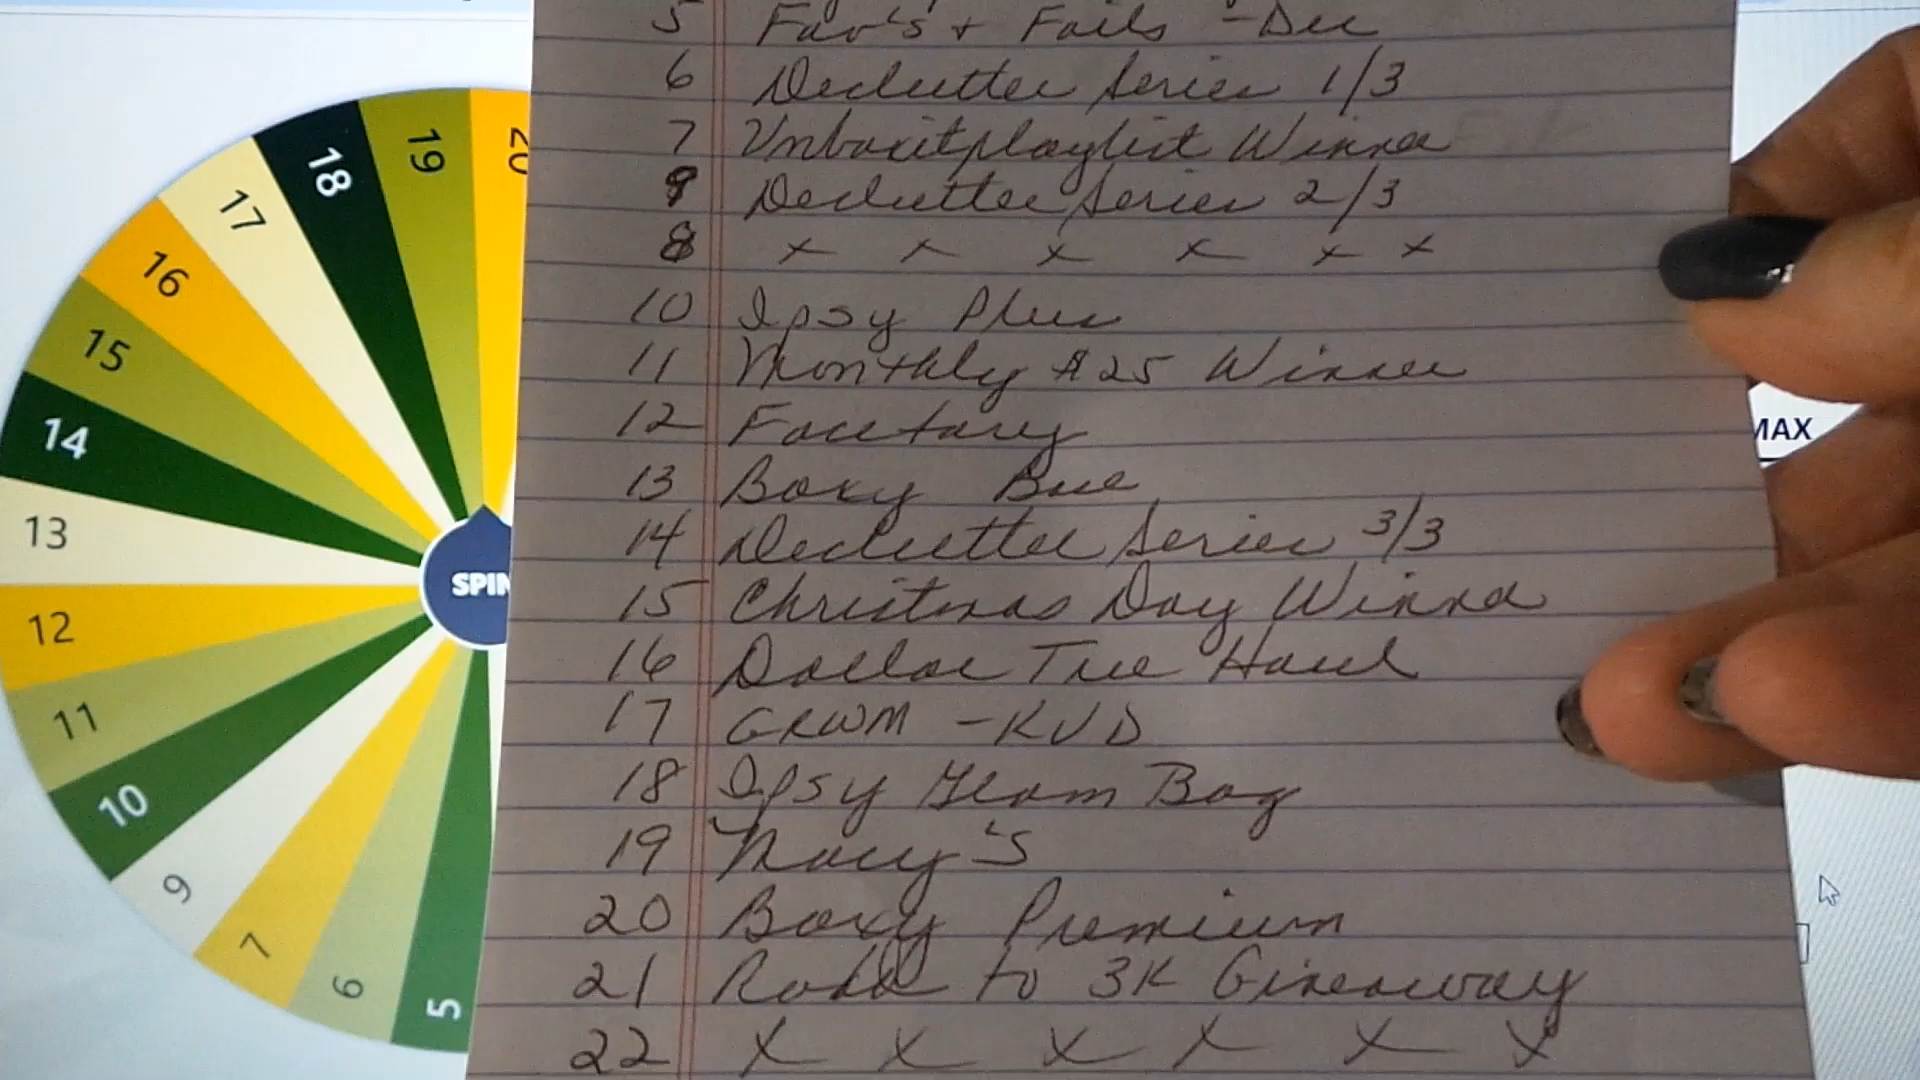 5 Fav's + Fails - Dec
6 Declutter Series 1/3
7 Unboxitplaylist Winner
9 Declutter Series 2/3
8 x x x x x x
10 Ipsy Plus
11 Monthly $25 Winner
12 Facetory
13 Boxy Bue
14 Declutter Series 3/3
15 Christmas Day Winner
16 Dollar Tree Haul
17 GRWM - KVD
18 Ipsy Glam Bag
19 Macy's
20 Boxy Premium
21 Road to 3K Giveaway
22 x x x x x x
20
19
18
17
16
15
14
13
12
11
10
9
7
6
5
SPIN
MAX